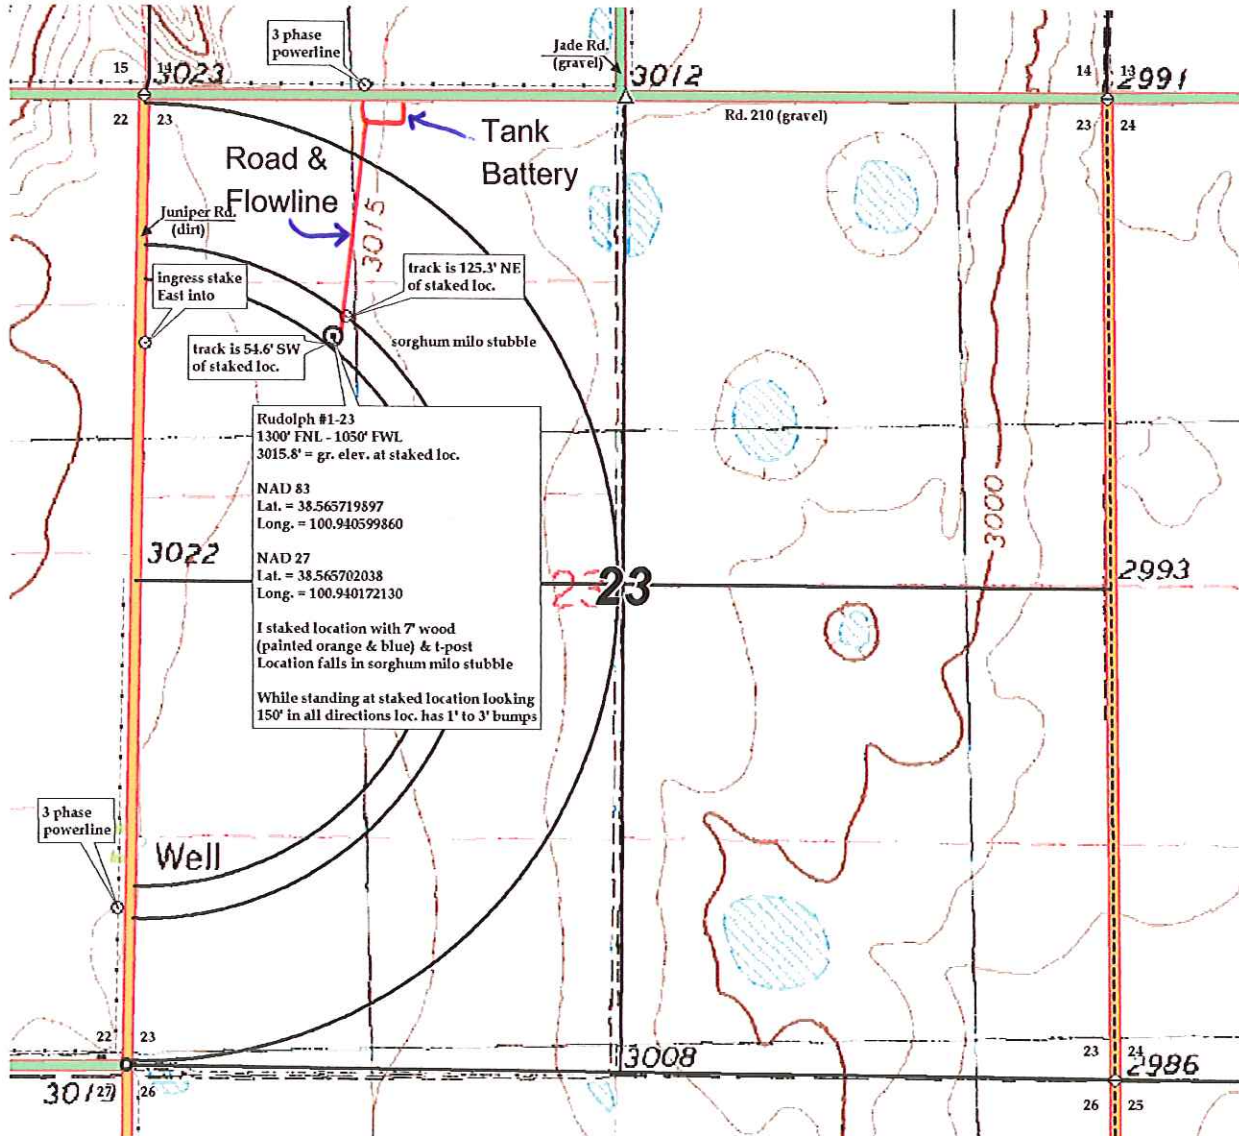 3 phase
powerline
Jade Rd.
(gravel)
15
14
3023
3012
14
13
2991
22
23
Rd. 210 (gravel)
23
24
Tank
Battery
Road &
Flowline
Juniper Rd.
(dirt)
3015
track is 125.3' NE
of staked loc.
ingress stake
East into
sorghum milo stubble
track is 54.6' SW
of staked loc.
Rudolph #1-23
1300' FNL - 1050' FWL
3015.8' = gr. elev. at staked loc.
NAD 83
Lat. = 38.565719897
Long. = 100.940599860
NAD 27
Lat. = 38.565702038
Long. = 100.940172130
I staked location with 7' wood
(painted orange & blue) & t-post
Location falls in sorghum milo stubble
While standing at staked location looking
150' in all directions loc. has 1' to 3' bumps
3000
3022
23
23
2993
3 phase
powerline
Well
22
23
3008
23
24
2986
27
26
26
25